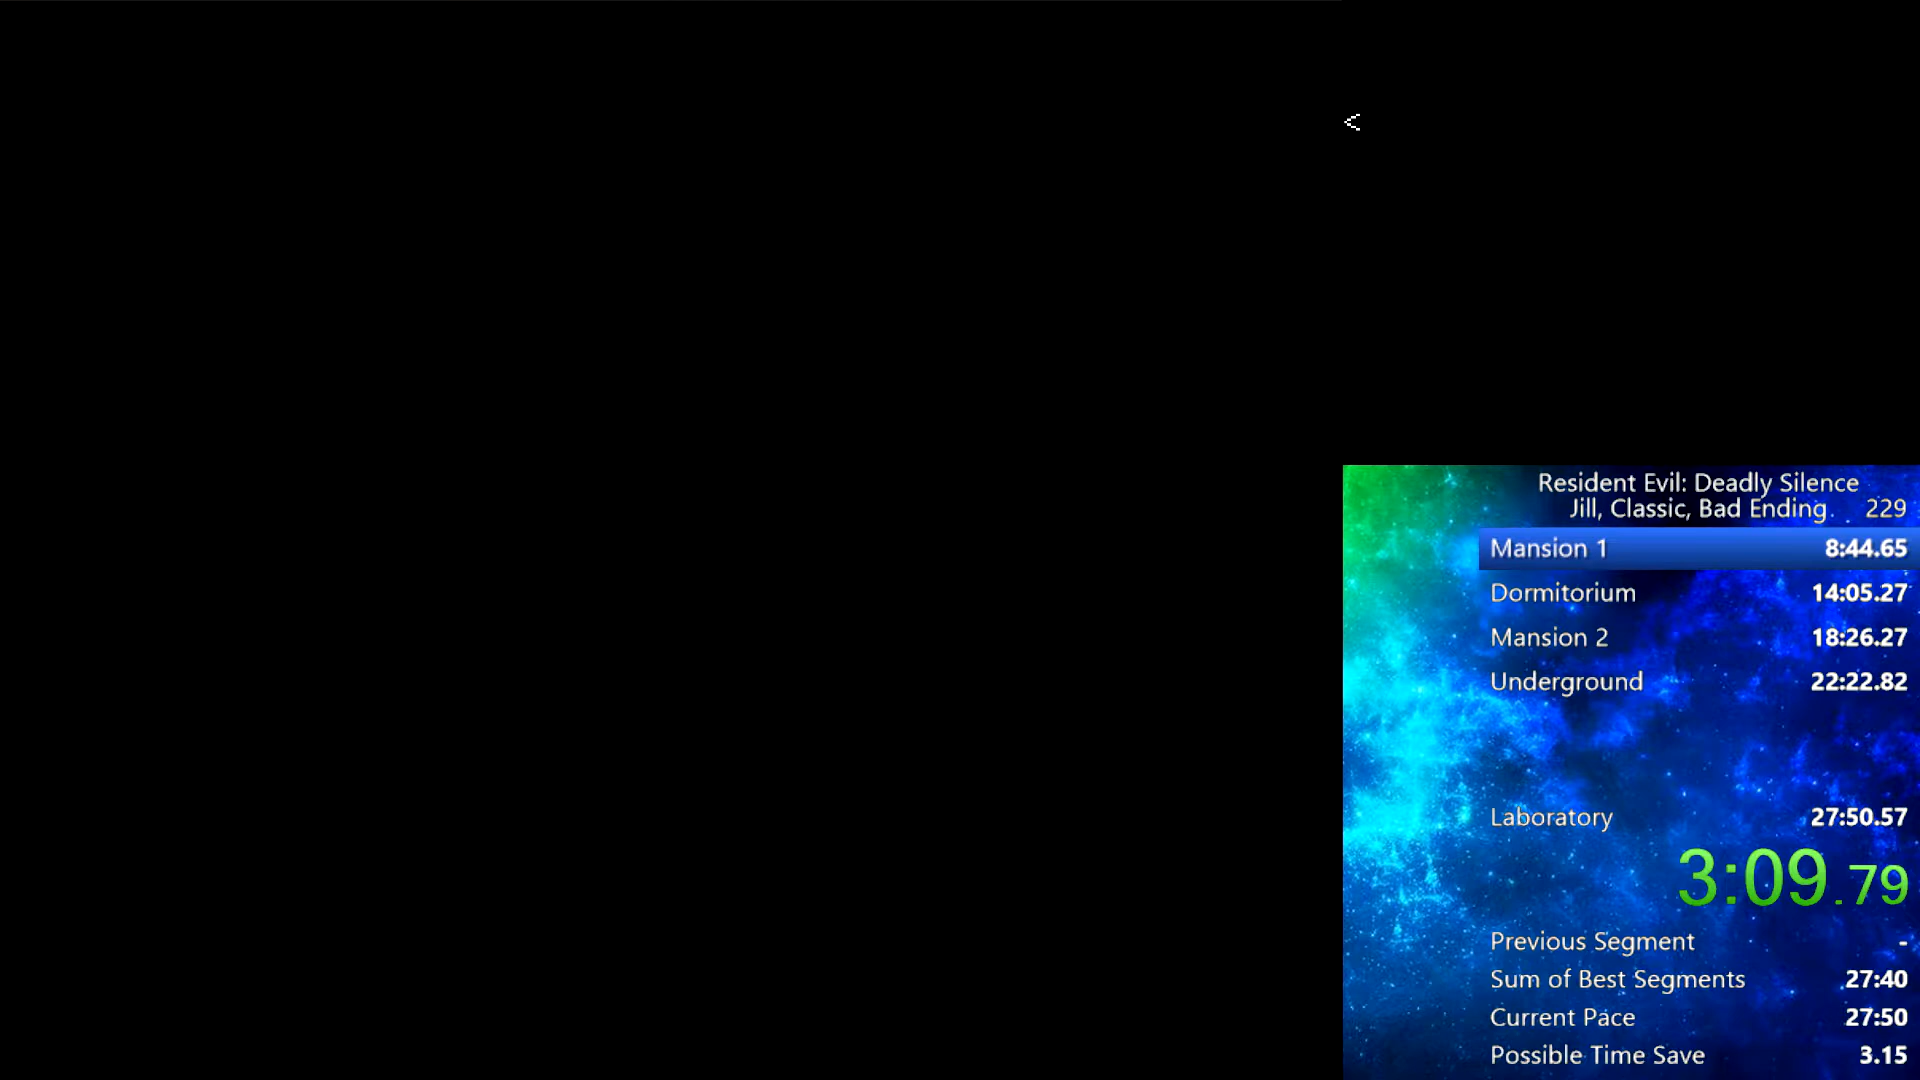 <
Resident Evil: Deadly Silence
Jill, Classic, Bad Ending. 229
Mansion 1 8:44.65
Dormitorium 14:05.27
Mansion 2 18:26.27
Underground 22:22.82
Laboratory 27:50.57
3:09.79
Previous Segment -
Sum of Best Segments 27:40
Current Pace 27:50
Possible Time Save 3.15